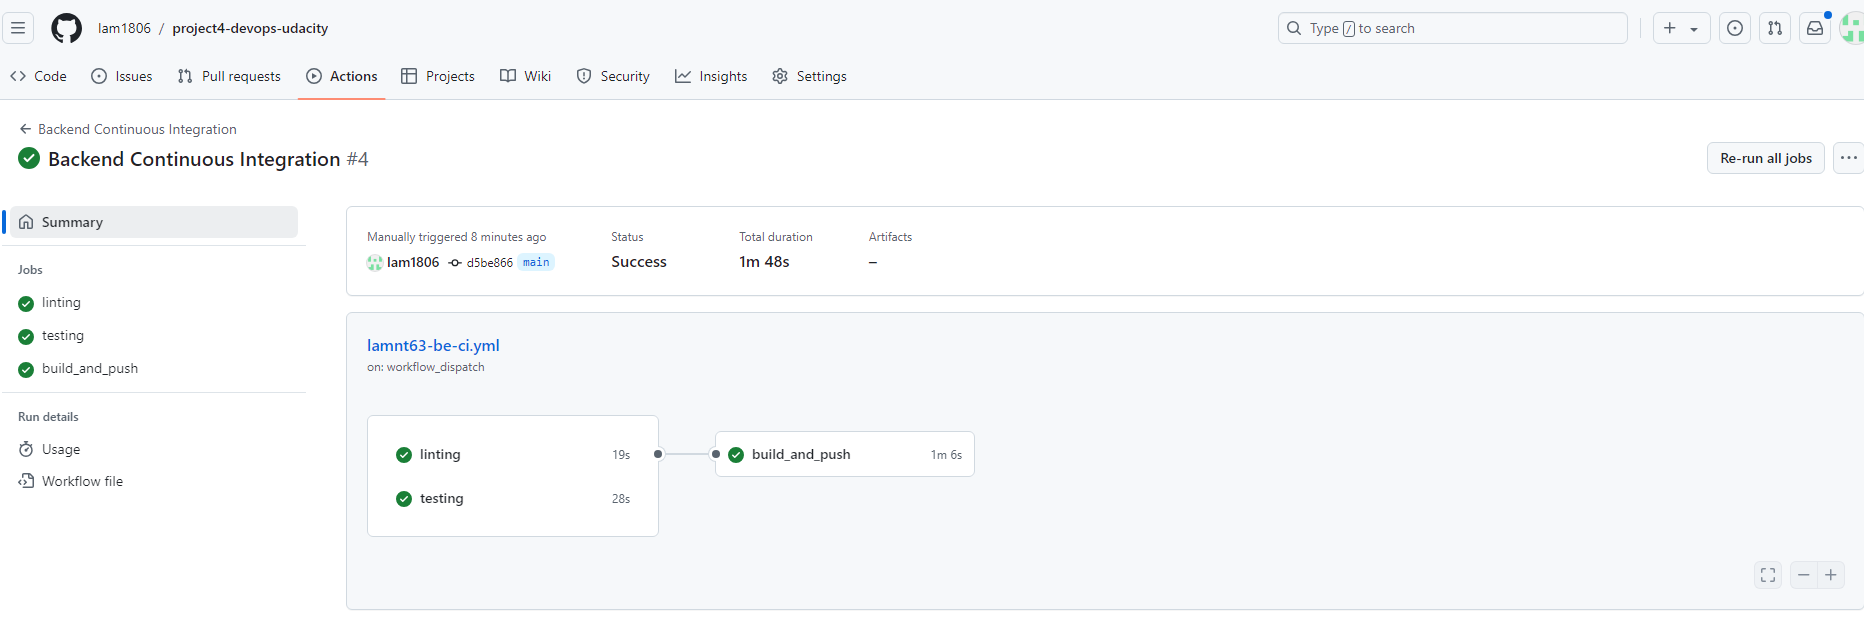 lam1806 / project4-devops-udacity
Type / to search
Code Issues Pull requests Actions Projects Wiki Security Insights Settings
Backend Continuous Integration
Backend Continuous Integration #4
Re-run all jobs
Summary
Jobs
linting
testing
build_and_push
Run details
Usage
Workflow file
Manually triggered 8 minutes ago
lam1806 d5be866 main
Status
Success
Total duration
1m 48s
Artifacts
–
lamnt63-be-ci.yml
on: workflow_dispatch
linting 19s
testing 28s
build_and_push 1m 6s